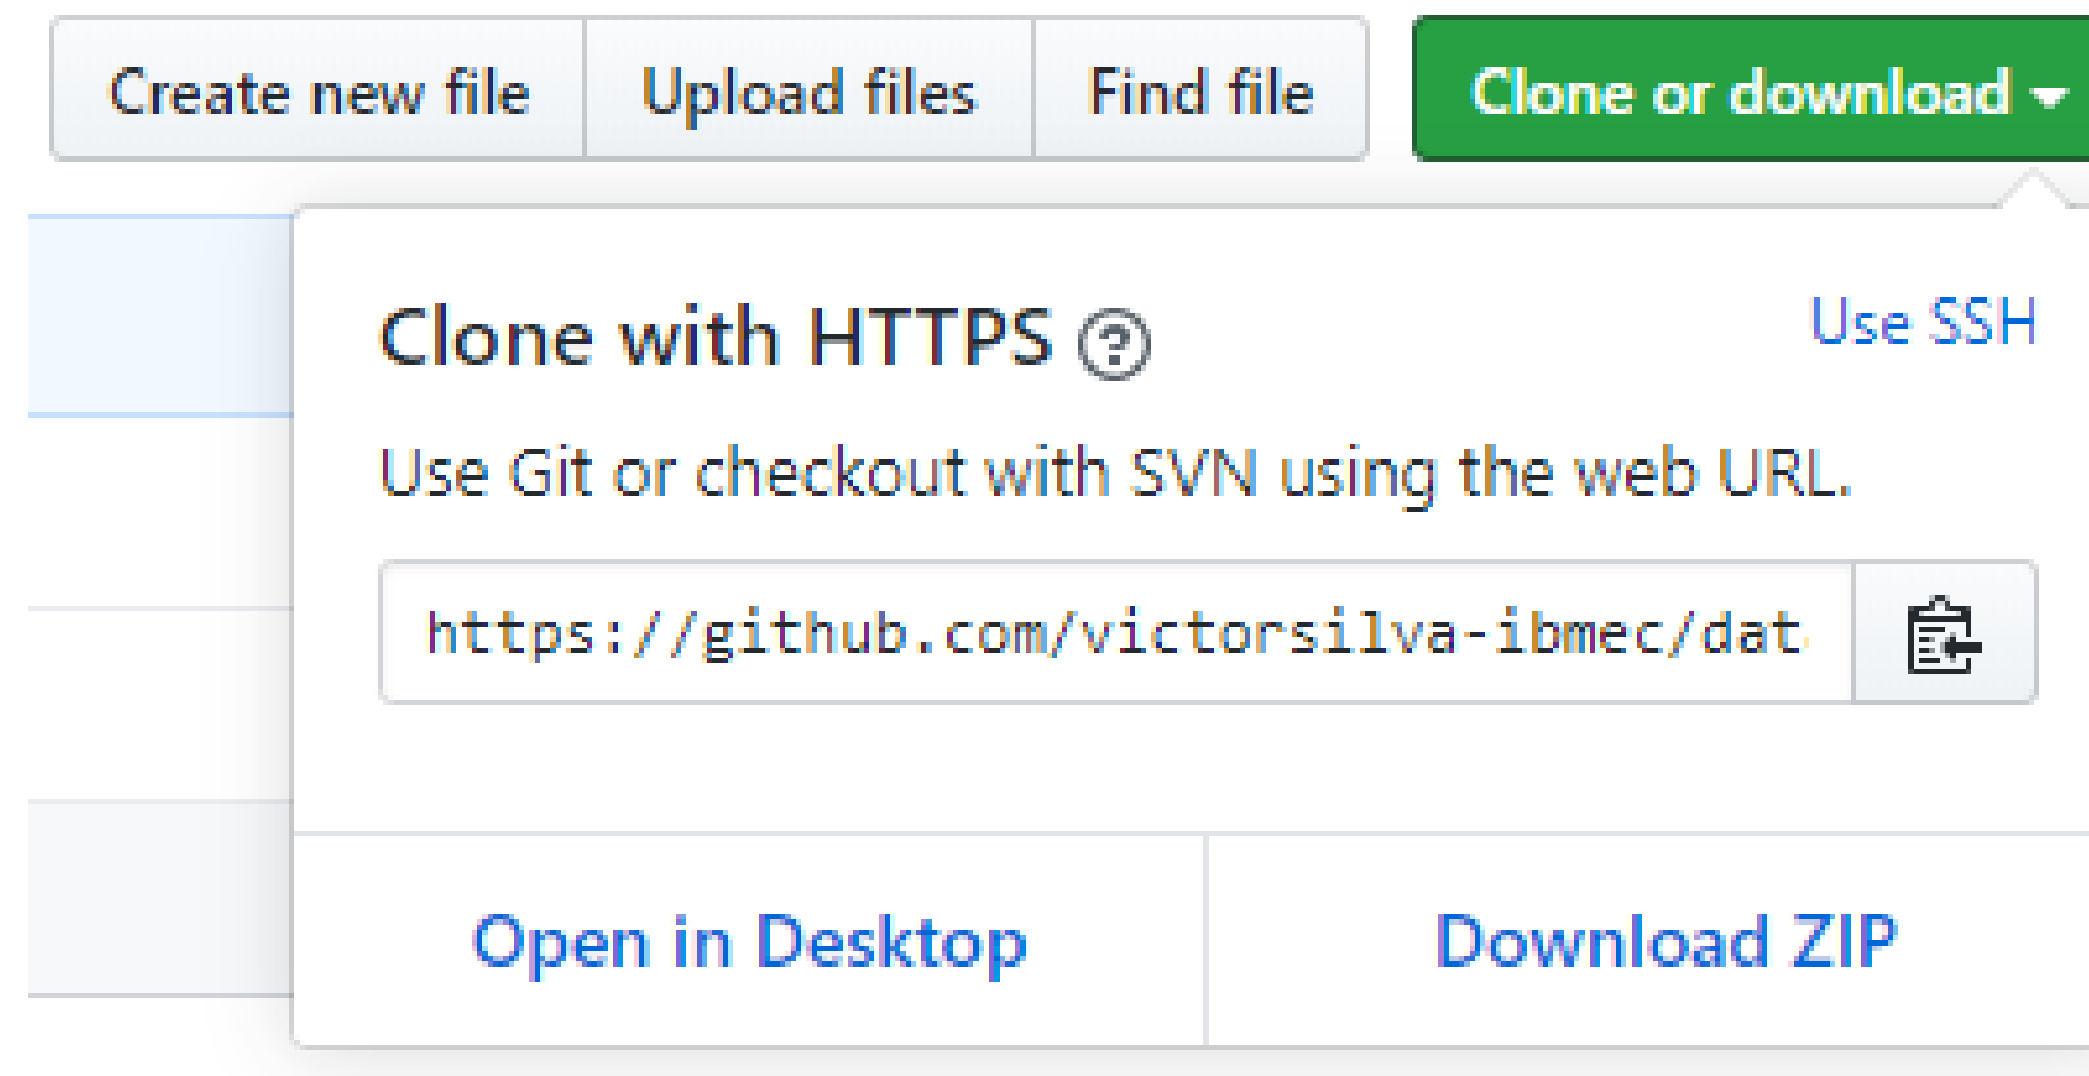 Create new file Upload files Find file Clone or download
Clone with HTTPS Use SSH
Use Git or checkout with SVN using the web URL.
https://github.com/victorsilva-ibmec/dat
Open in Desktop Download ZIP